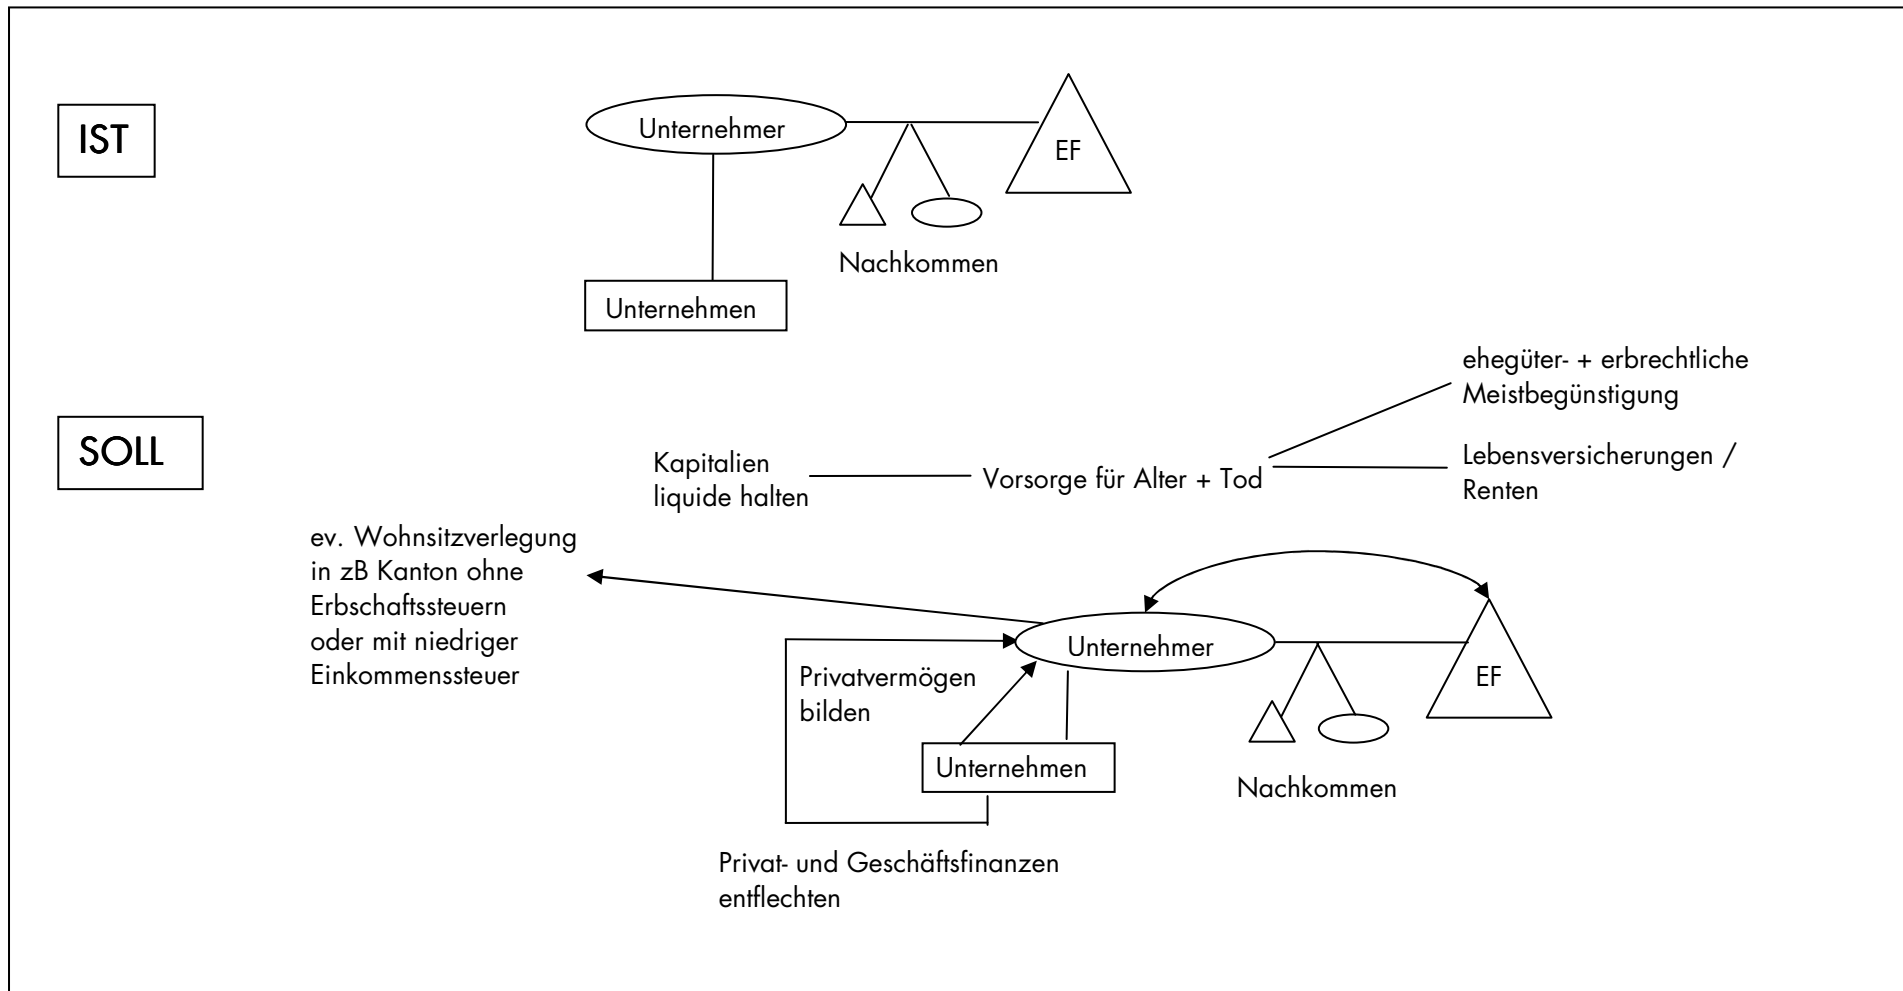 IST
Unternehmer
EF
Nachkommen
Unternehmen
SOLL
ehegüter- + erbrechtliche
Meistbegünstigung
Kapitalien
liquide halten
Vorsorge für Alter + Tod
Lebensversicherungen /
Renten
ev. Wohnsitzverlegung
in zB Kanton ohne
Erbschaftssteuern
oder mit niedriger
Einkommenssteuer
Unternehmer
Privatvermögen
bilden
EF
Unternehmen
Nachkommen
Privat- und Geschäftsfinanzen
entflechten